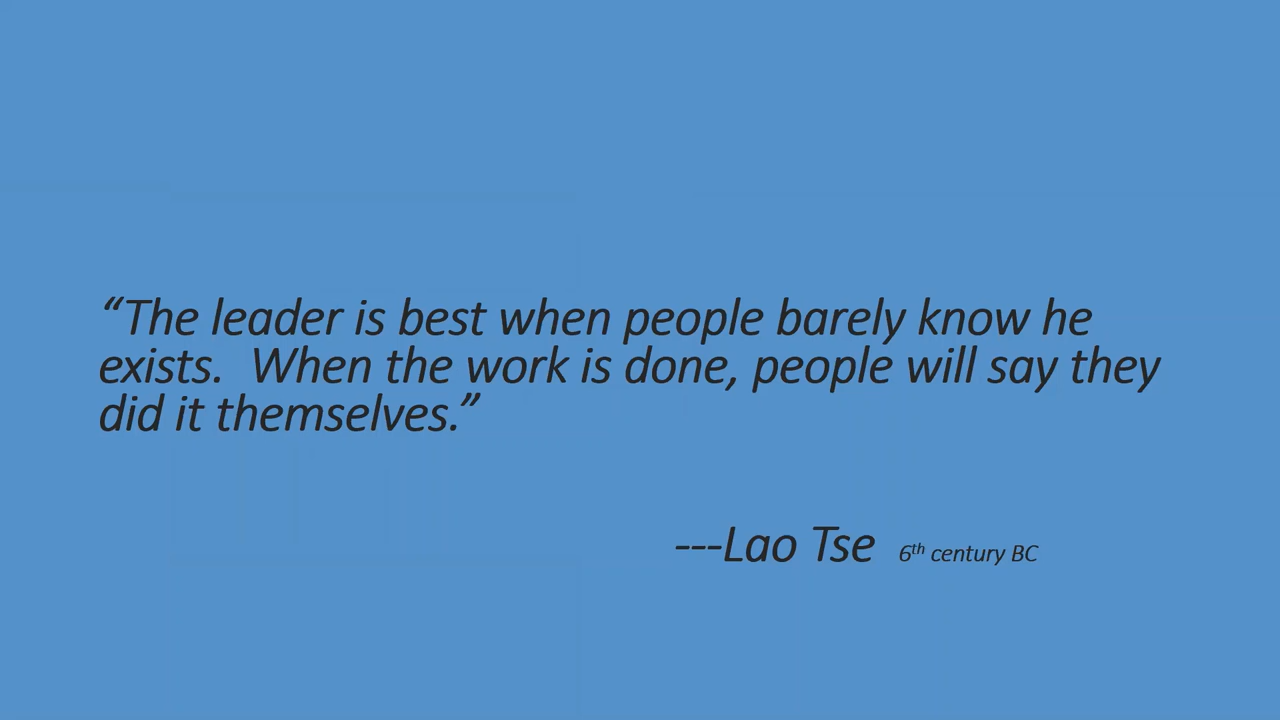 “The leader is best when people barely know he
exists.  When the work is done, people will say they
did it themselves.”
---Lao Tse 6th century BC